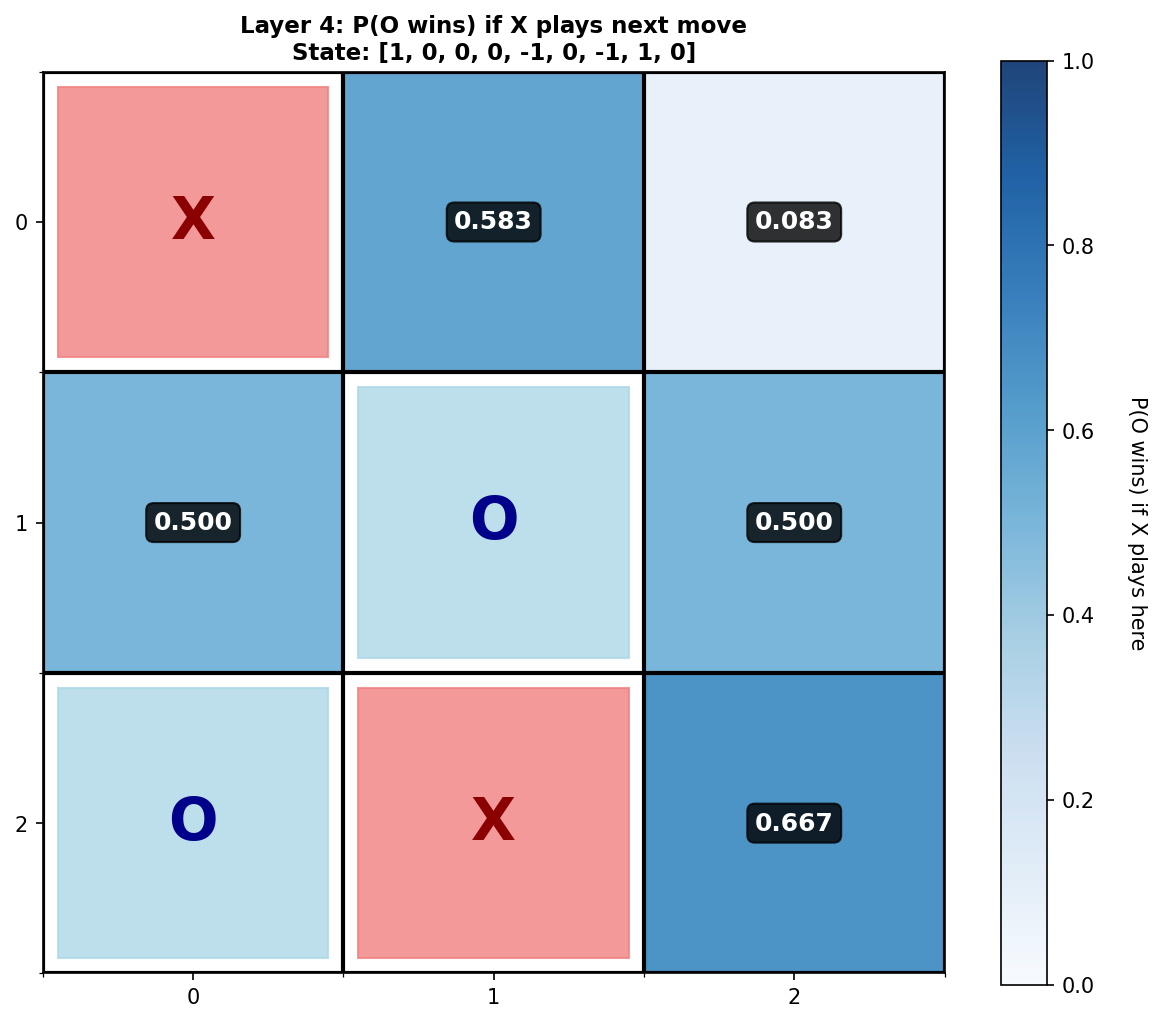 Layer 4: P(O wins) if X plays next move
State: [1, 0, 0, 0, -1, 0, -1, 1, 0]
X
0.583
0.083
0.500
O
0.500
O
X
0.667
0
1
2
0
1
2
1.0
0.8
0.6
0.4
0.2
0.0
P(O wins) if X plays here